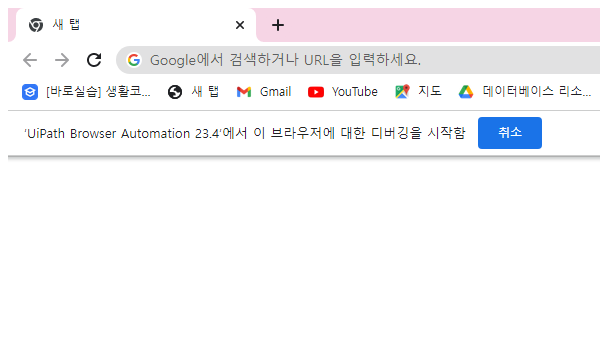 새 탭
Google에서 검색하거나 URL을 입력하세요.
[바로실습] 생활코... 새 탭 Gmail YouTube 지도 데이터베이스 리소...
'UiPath Browser Automation 23.4'에서 이 브라우저에 대한 디버깅을 시작함 취소